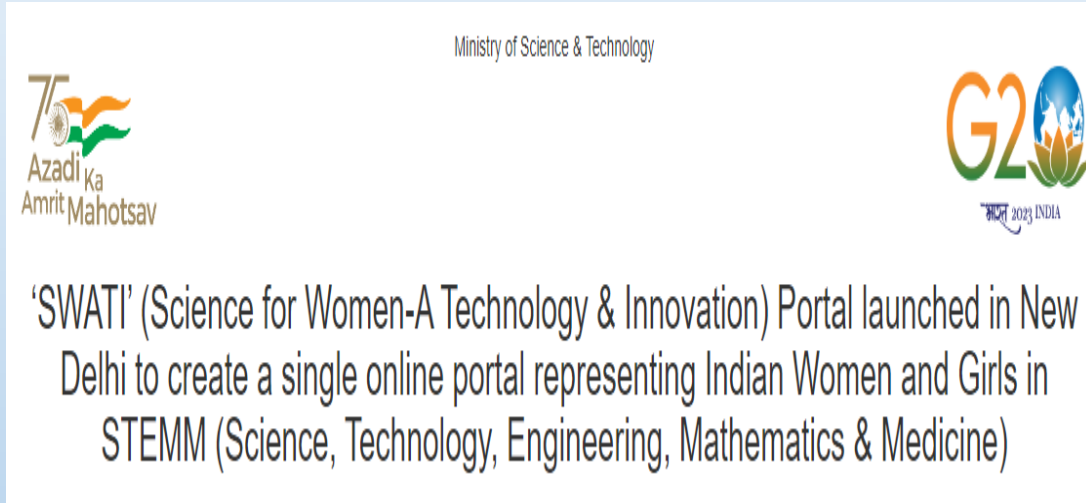 Ministry of Science & Technology
75
Azadi Ka
Amrit Mahotsav
G20
भारत 2023 INDIA
‘SWATI’ (Science for Women-A Technology & Innovation) Portal launched in New
Delhi to create a single online portal representing Indian Women and Girls in
STEMM (Science, Technology, Engineering, Mathematics & Medicine)